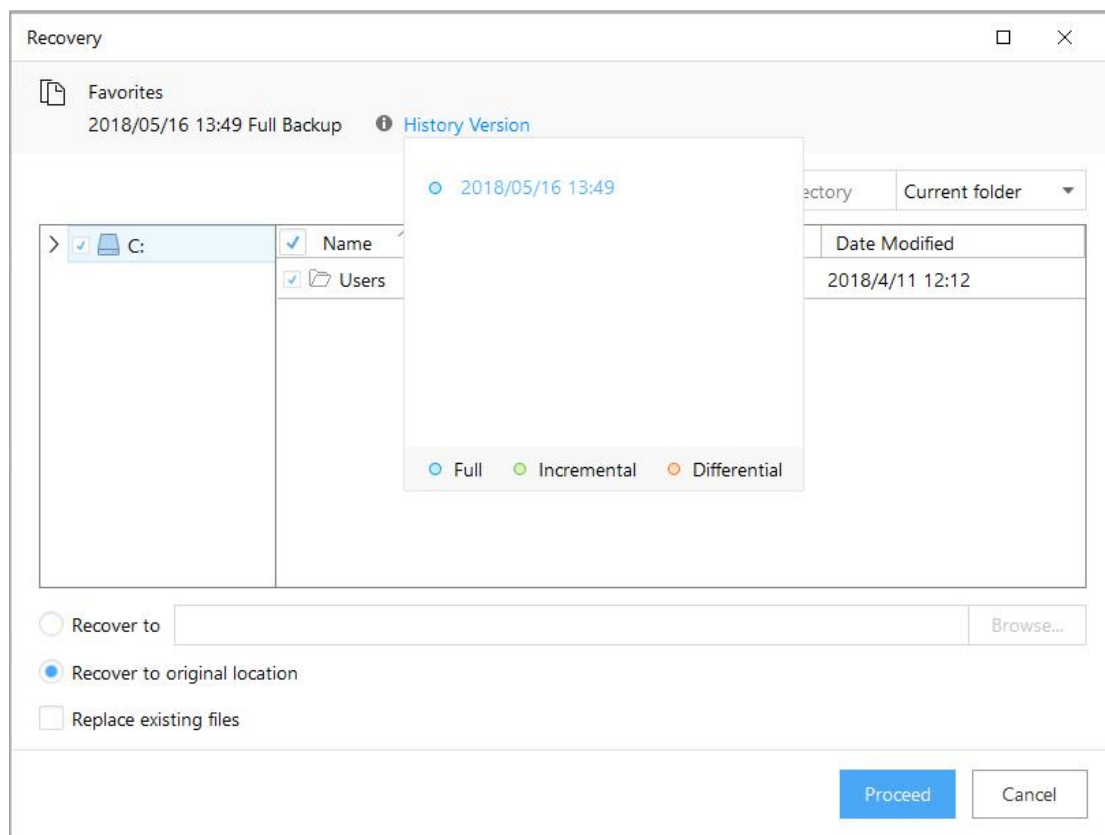 Recovery
Favorites
2018/05/16 13:49 Full Backup History Version
2018/05/16 13:49
Current folder
C: Name Date Modified
Users 2018/4/11 12:12
Full Incremental Differential
Recover to Browse...
Recover to original location
Replace existing files
Proceed Cancel